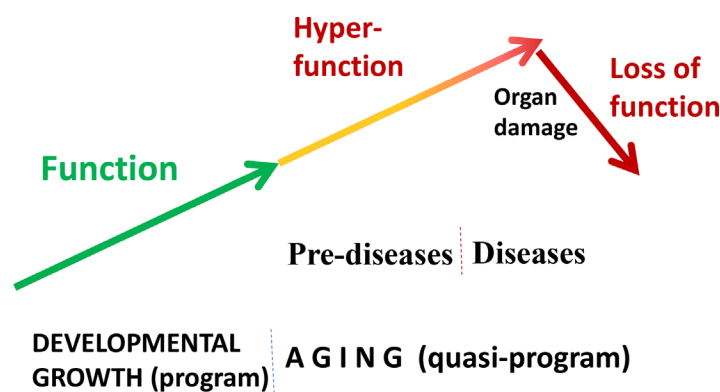 Hyper-
function
Loss of
function
Organ
damage
Function
Pre-diseases Diseases
DEVELOPMENTAL
GROWTH (program)
A G I N G (quasi-program)